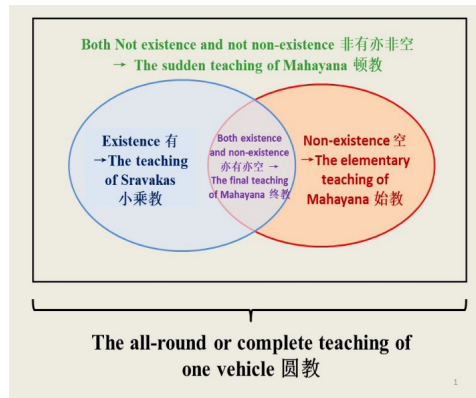 Both Not existence and not non-existence 非有亦非空
→ The sudden teaching of Mahayana 顿教
Existence 有
→The teaching
of Sravakas
小乘教
Both existence
and non-existence
亦有亦空 →
The final teaching
of Mahayana 终教
Non-existence 空
→The elementary
teaching of
Mahayana 始教
The all-round or complete teaching of
one vehicle 圆教
1